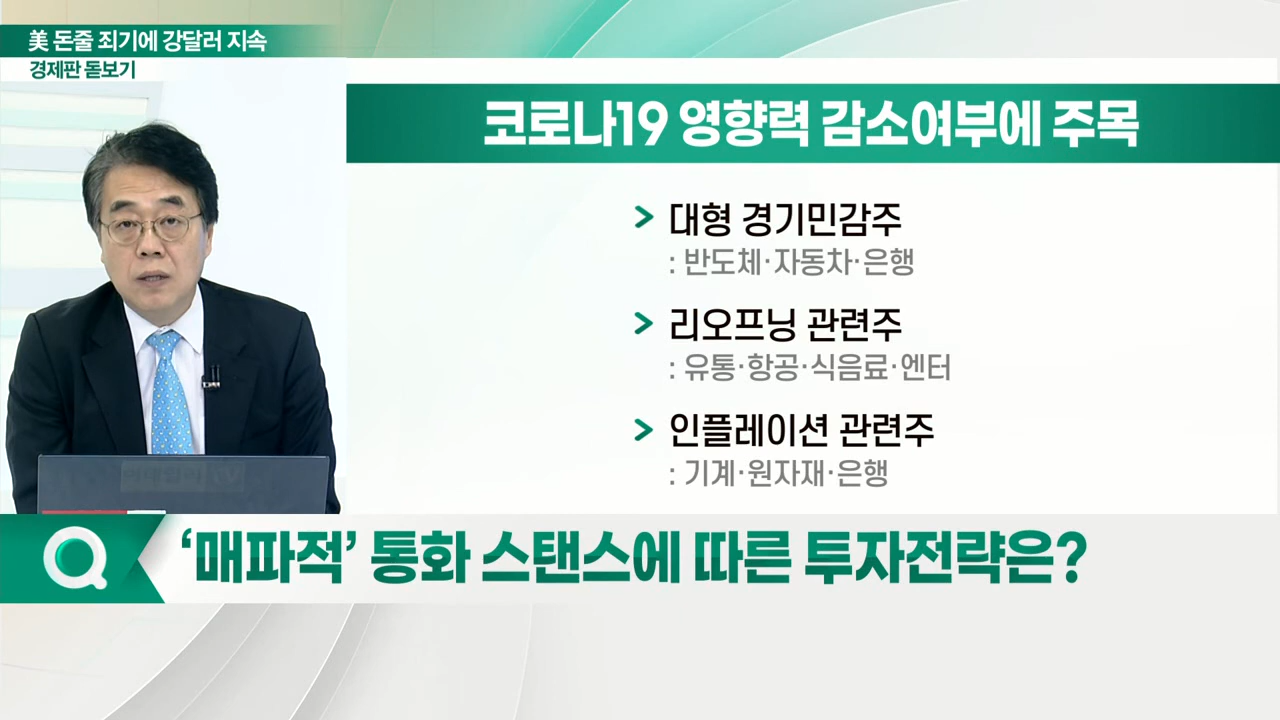 美 돈줄 죄기에 강달러 지속
경제판 돋보기
코로나19 영향력 감소여부에 주목
> 대형 경기민감주
: 반도체·자동차·은행
> 리오프닝 관련주
: 유통·항공·식음료·엔터
> 인플레이션 관련주
: 기계·원자재·은행
Q ‘매파적’ 통화 스탠스에 따른 투자전략은?